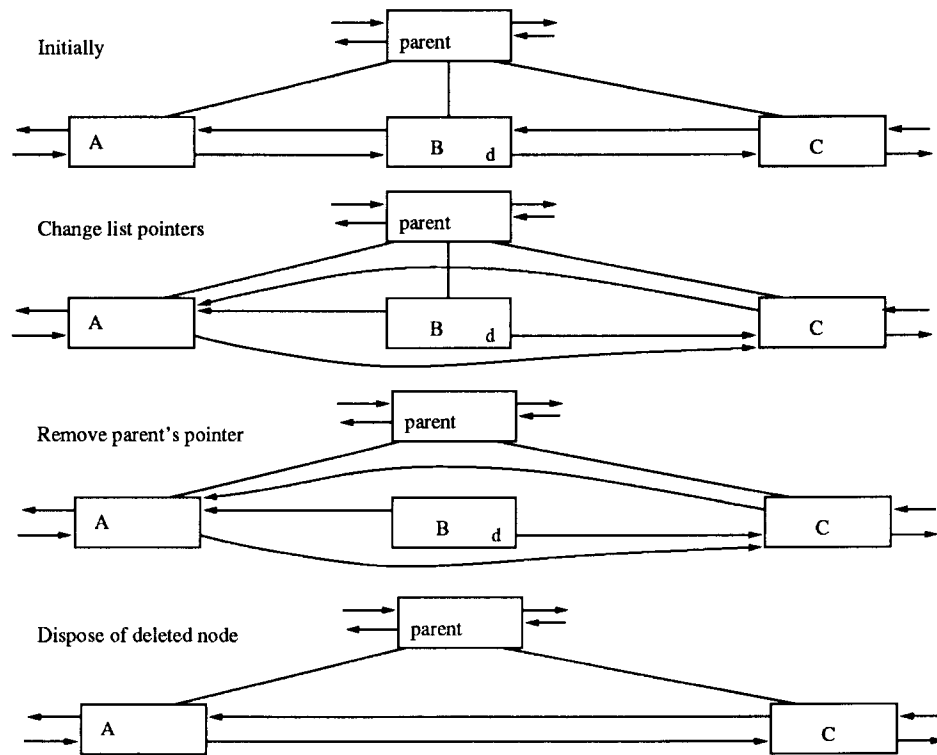 parent
Initially
A
B
d
C
parent
Change list pointers
A
B
d
C
parent
Remove parent's pointer
A
B
d
C
parent
Dispose of deleted node
A
C